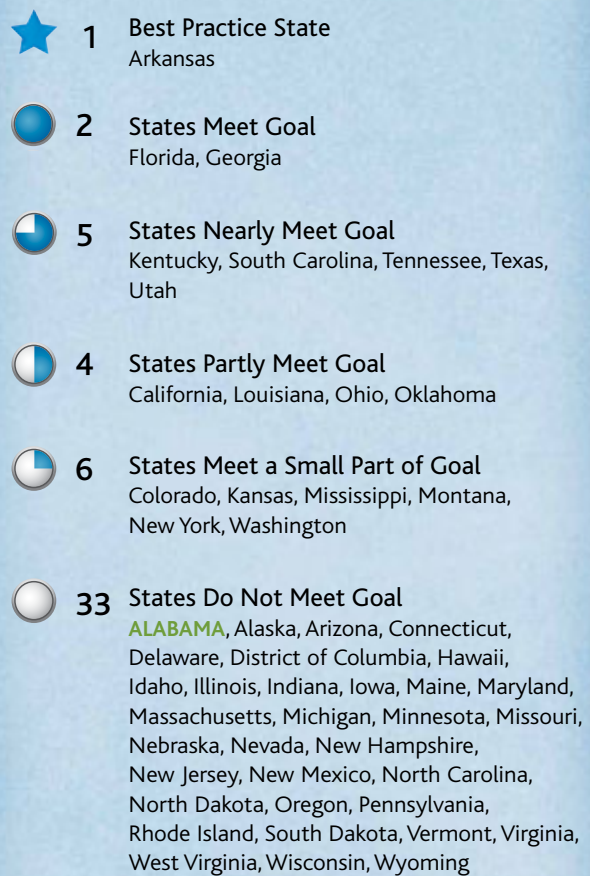 1 Best Practice State
Arkansas
2 States Meet Goal
Florida, Georgia
5 States Nearly Meet Goal
Kentucky, South Carolina, Tennessee, Texas,
Utah
4 States Partly Meet Goal
California, Louisiana, Ohio, Oklahoma
6 States Meet a Small Part of Goal
Colorado, Kansas, Mississippi, Montana,
New York, Washington
33 States Do Not Meet Goal
ALABAMA, Alaska, Arizona, Connecticut,
Delaware, District of Columbia, Hawaii,
Idaho, Illinois, Indiana, Iowa, Maine, Maryland,
Massachusetts, Michigan, Minnesota, Missouri,
Nebraska, Nevada, New Hampshire,
New Jersey, New Mexico, North Carolina,
North Dakota, Oregon, Pennsylvania,
Rhode Island, South Dakota, Vermont, Virginia,
West Virginia, Wisconsin, Wyoming